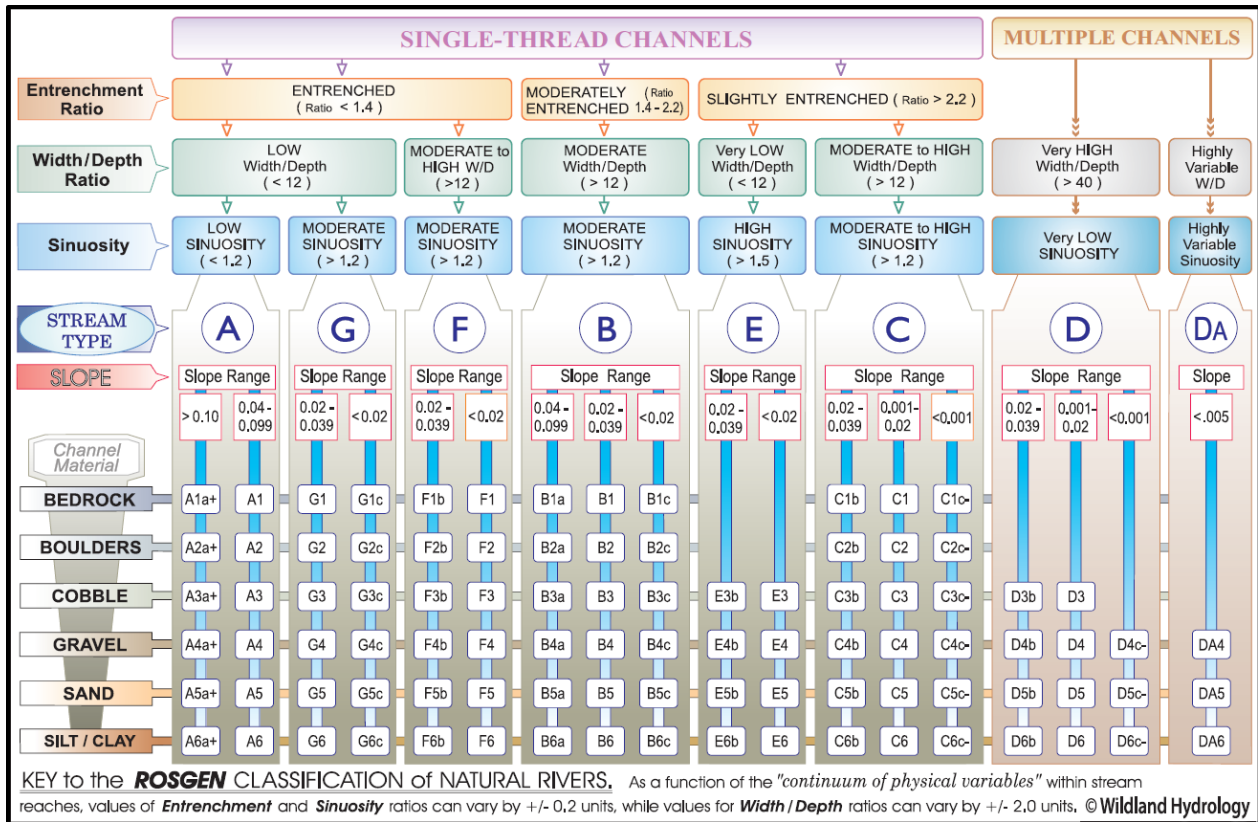 SINGLE-THREAD CHANNELS
MULTIPLE CHANNELS
Entrenchment
Ratio
ENTRENCHED
( Ratio < 1.4 )
MODERATELY ( Ratio
ENTRENCHED 1.4 - 2.2)
SLIGHTLY ENTRENCHED ( Ratio > 2.2 )
Width/Depth
Ratio
LOW
Width/Depth
( < 12 )
MODERATE to
HIGH W/D
( >12 )
MODERATE
Width/Depth
( > 12 )
Very LOW
Width/Depth
( < 12 )
MODERATE to HIGH
Width/Depth
( > 12 )
Very HIGH
Width/Depth
( > 40 )
Highly
Variable
W/D
Sinuosity
LOW
SINUOSITY
( < 1.2 )
MODERATE
SINUOSITY
( > 1.2 )
MODERATE
SINUOSITY
( > 1.2 )
MODERATE
SINUOSITY
( > 1.2 )
HIGH
SINUOSITY
( > 1.5 )
MODERATE to HIGH
SINUOSITY
( > 1.2 )
Very LOW
SINUOSITY
Highly
Variable
Sinuosity
STREAM
TYPE
A G F B E C D DA
SLOPE
Slope Range Slope Range Slope Range Slope Range Slope Range Slope Range Slope Range Slope
> 0.10
0.04 -
0.099
0.02 -
0.039
<0.02
0.02 -
0.039
<0.02
0.04 -
0.099
0.02 -
0.039
<0.02
0.02 -
0.039
<0.02
0.02 -
0.039
0.001-
0.02
<0.001
0.02 -
0.039
0.001-
0.02
<0.001
<.005
Channel
Material
BEDROCK A1a+ A1 G1 G1c F1b F1 B1a B1 B1c C1b C1 C1c-
BOULDERS A2a+ A2 G2 G2c F2b F2 B2a B2 B2c C2b C2 C2c-
COBBLE A3a+ A3 G3 G3c F3b F3 B3a B3 B3c E3b E3 C3b C3 C3c- D3b D3
GRAVEL A4a+ A4 G4 G4c F4b F4 B4a B4 B4c E4b E4 C4b C4 C4c- D4b D4 D4c- DA4
SAND A5a+ A5 G5 G5c F5b F5 B5a B5 B5c E5b E5 C5b C5 C5c- D5b D5 D5c- DA5
SILT / CLAY A6a+ A6 G6 G6c F6b F6 B6a B6 B6c E6b E6 C6b C6 C6c- D6b D6 D6c- DA6
KEY to the ROSGEN CLASSIFICATION of NATURAL RIVERS. As a function of the "continuum of physical variables" within stream
reaches, values of Entrenchment and Sinuosity ratios can vary by +/- 0.2 units, while values for Width / Depth ratios can vary by +/- 2.0 units. © Wildland Hydrology